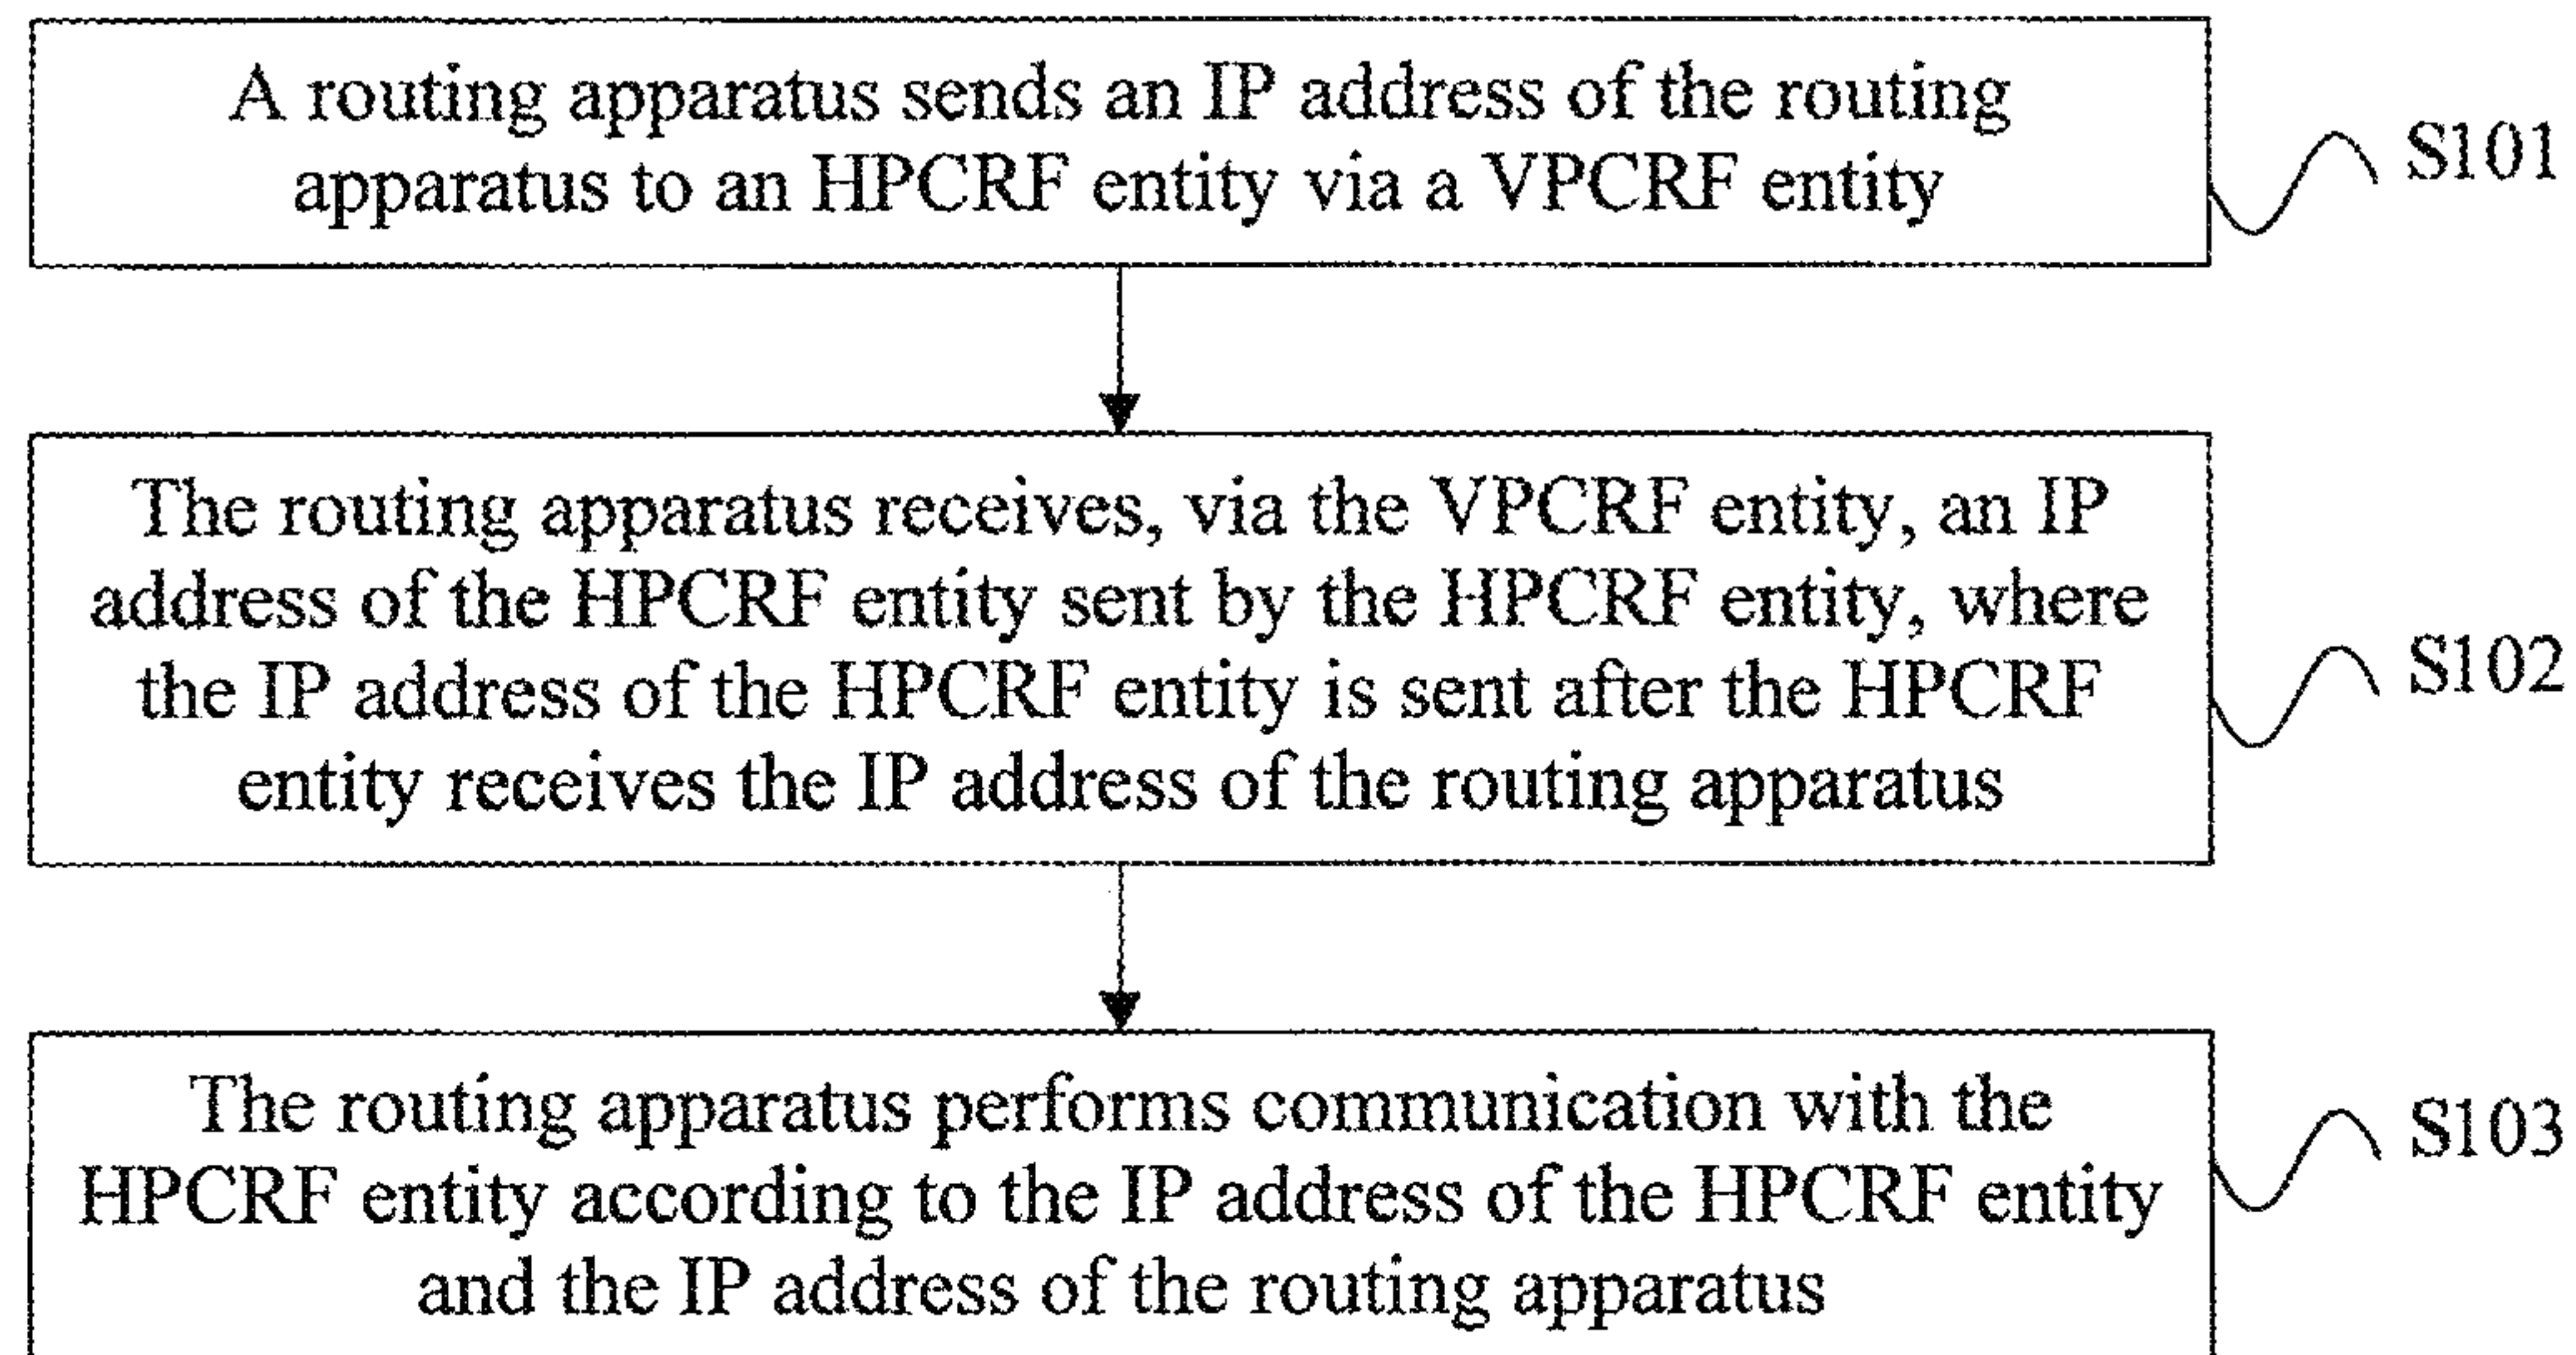 A routing apparatus sends an IP address of the routing
apparatus to an HPCRF entity via a VPCRF entity
S101
The routing apparatus receives, via the VPCRF entity, an IP
address of the HPCRF entity sent by the HPCRF entity, where
the IP address of the HPCRF entity is sent after the HPCRF
entity receives the IP address of the routing apparatus
S102
The routing apparatus performs communication with the
HPCRF entity according to the IP address of the HPCRF entity
and the IP address of the routing apparatus
S103